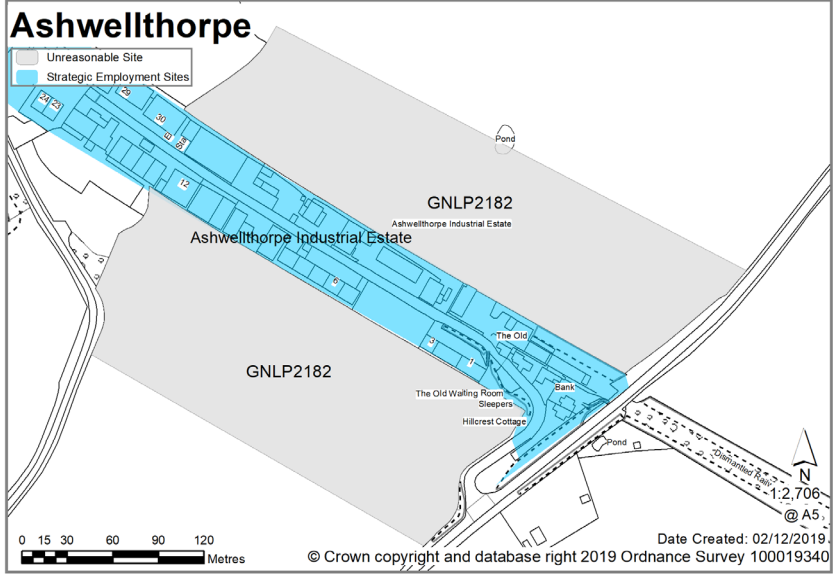 Ashwellthorpe
Unreasonable Site
Strategic Employment Sites
24
23
29
30
El
Sta
Pond
12
GNLP2182
Ashwellthorpe Industrial Estate
Ashwellthorpe Industrial Estate
6
The Old
3
1
GNLP2182
Bank
The Old Waiting Room
Sleepers
Hillcrest Cottage
Pond
Dismantled Railw
N
1:2,706
@ A5
0 15 30 60 90 120
Metres
Date Created: 02/12/2019
© Crown copyright and database right 2019 Ordnance Survey 100019340